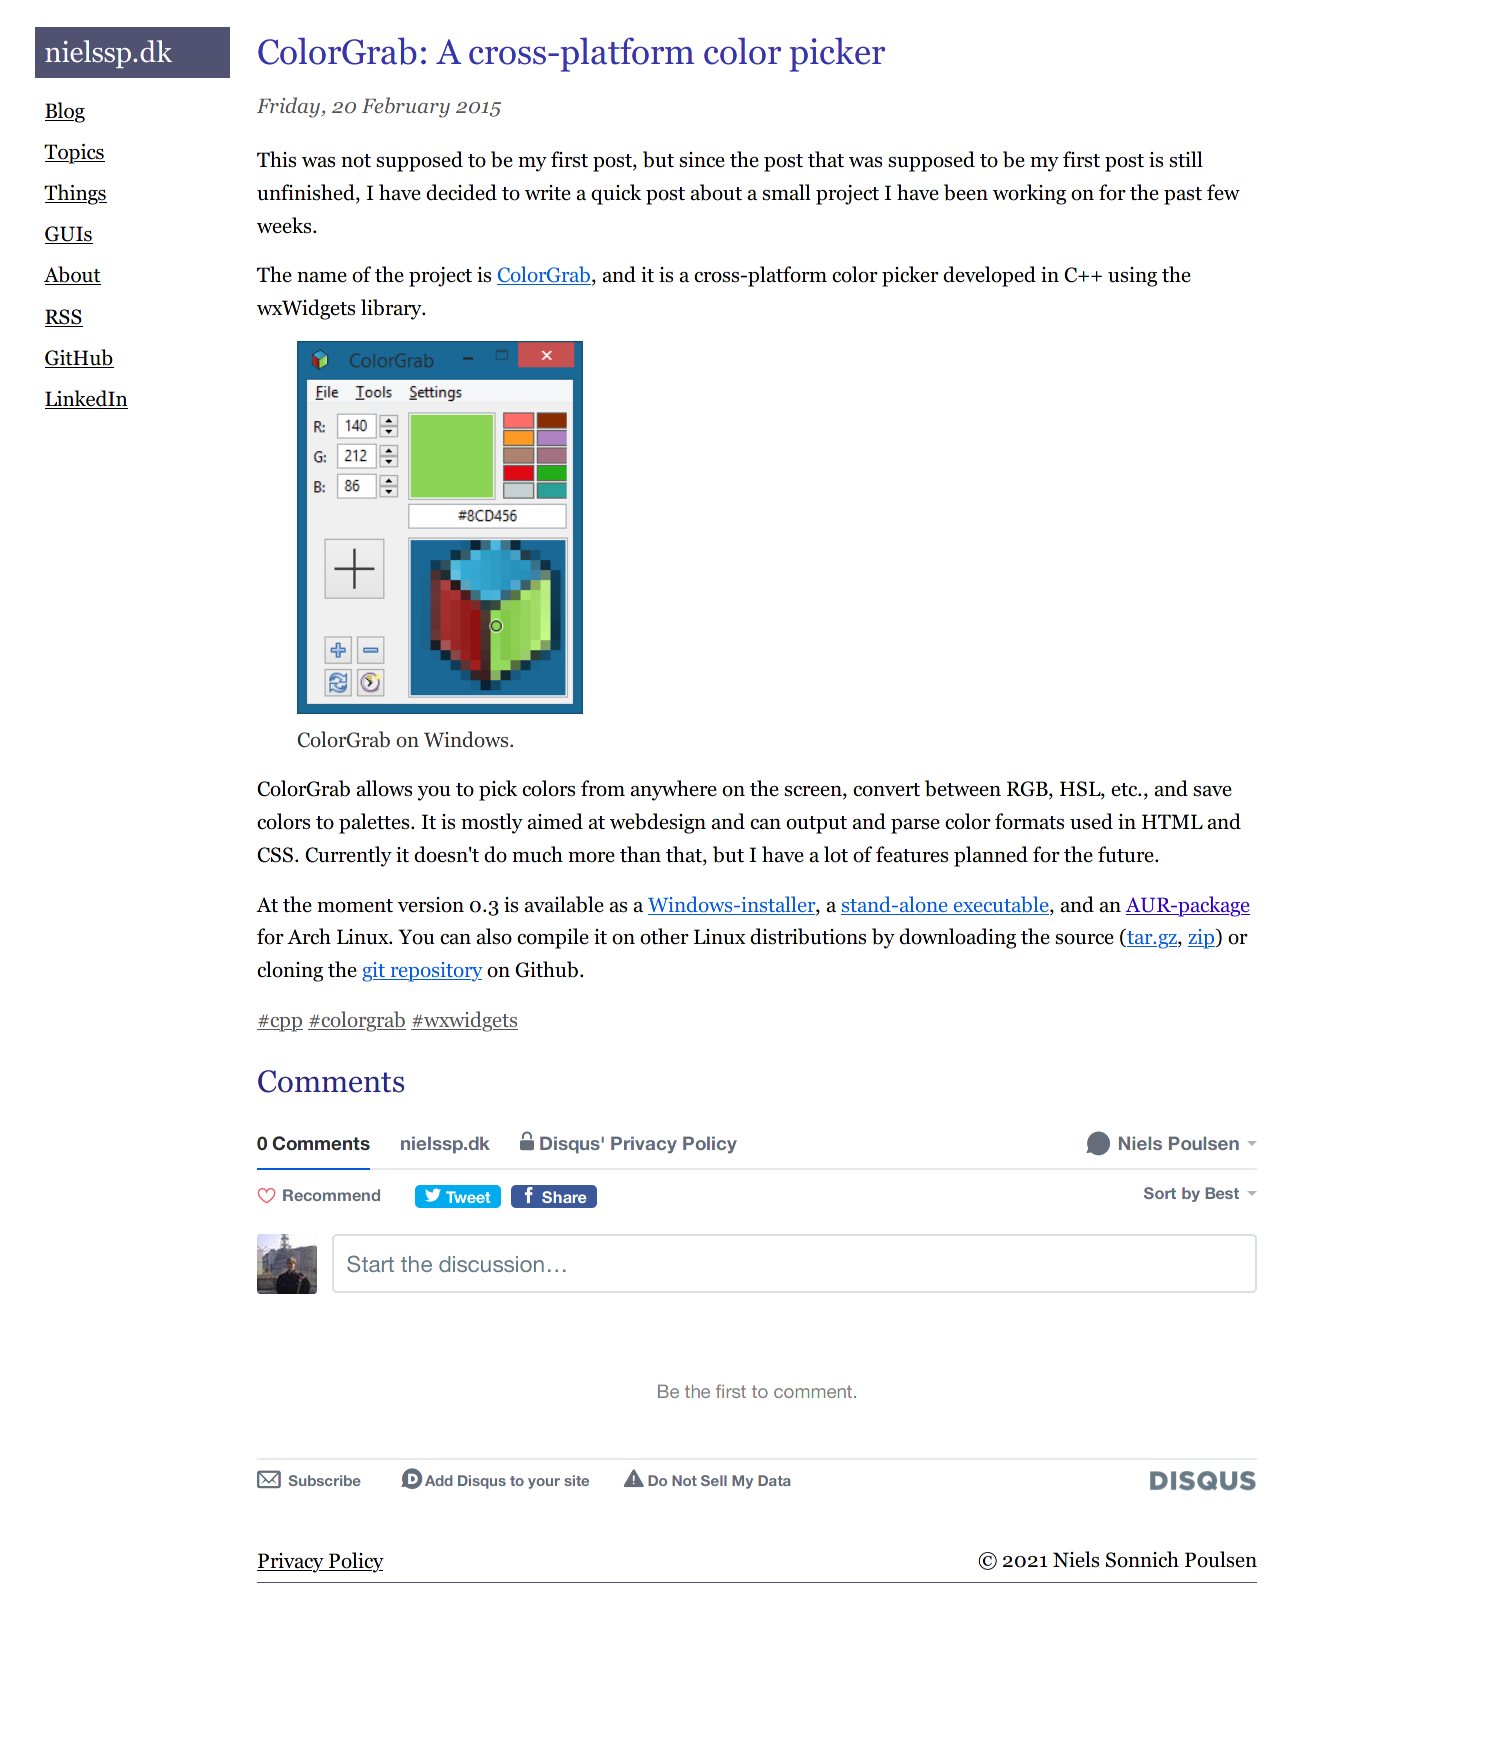 nielssp.dk
Blog
Topics
Things
GUIs
About
RSS
GitHub
LinkedIn
ColorGrab: A cross-platform color picker
Friday, 20 February 2015
This was not supposed to be my first post, but since the post that was supposed to be my first post is still
unfinished, I have decided to write a quick post about a small project I have been working on for the past few
weeks.
The name of the project is ColorGrab, and it is a cross-platform color picker developed in C++ using the
wxWidgets library.
ColorGrab
File Tools Settings
R: 140
G: 212
B: 86
#8CD456
ColorGrab on Windows.
ColorGrab allows you to pick colors from anywhere on the screen, convert between RGB, HSL, etc., and save
colors to palettes. It is mostly aimed at webdesign and can output and parse color formats used in HTML and
CSS. Currently it doesn't do much more than that, but I have a lot of features planned for the future.
At the moment version 0.3 is available as a Windows-installer, a stand-alone executable, and an AUR-package
for Arch Linux. You can also compile it on other Linux distributions by downloading the source (tar.gz, zip) or
cloning the git repository on Github.
#cpp #colorgrab #wxwidgets
Comments
0 Comments nielssp.dk Disqus' Privacy Policy Niels Poulsen
Recommend Tweet Share Sort by Best
Start the discussion…
Be the first to comment.
Subscribe Add Disqus to your site Do Not Sell My Data DISQUS
Privacy Policy © 2021 Niels Sonnich Poulsen